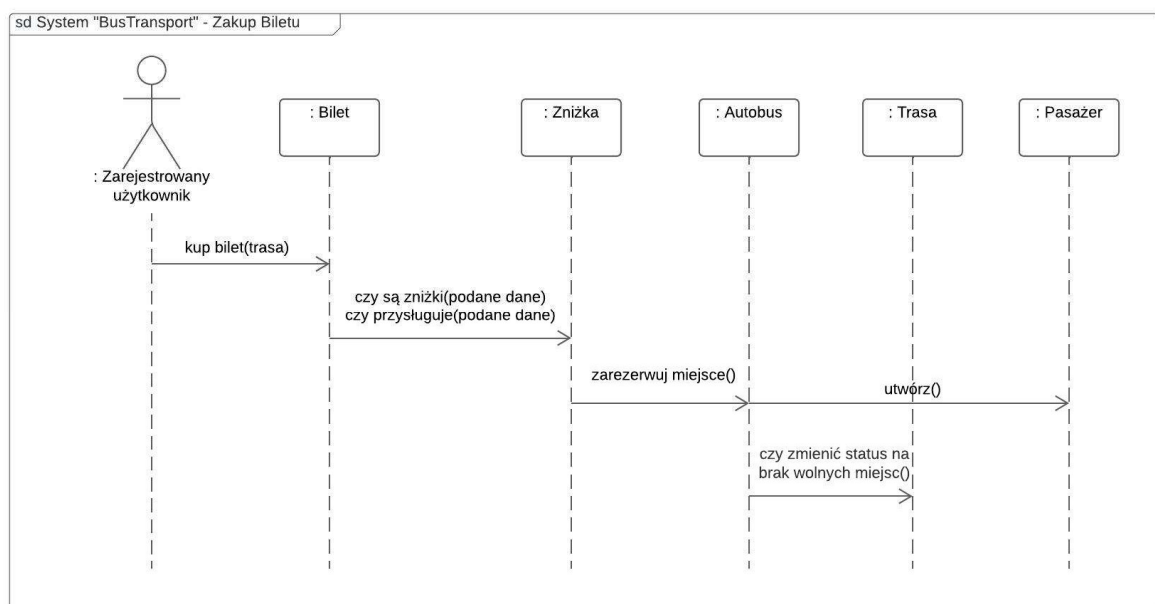 sd System "BusTransport" - Zakup Biletu
: Zarejestrowany
użytkownik
: Bilet
: Zniżka
: Autobus
: Trasa
: Pasażer
kup bilet(trasa)
czy są zniżki(podane dane)
czy przysługuje(podane dane)
zarezerwuj miejsce()
utwórz()
czy zmienić status na
brak wolnych miejsc()